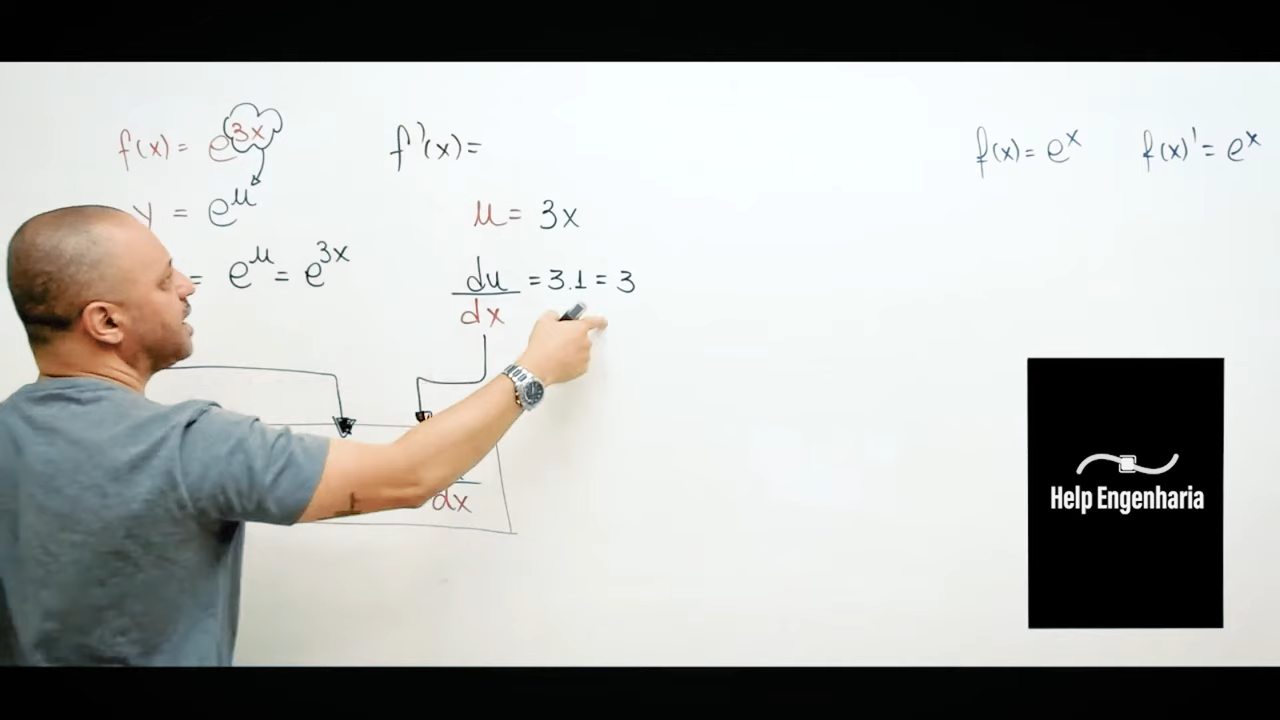 f(x) = e^3x
f'(x) =
f(x) = e^x
f(x)' = e^x
y = e^u
u = 3x
= e^u = e^3x
du/dx = 3.1 = 3
dx
Help Engenharia